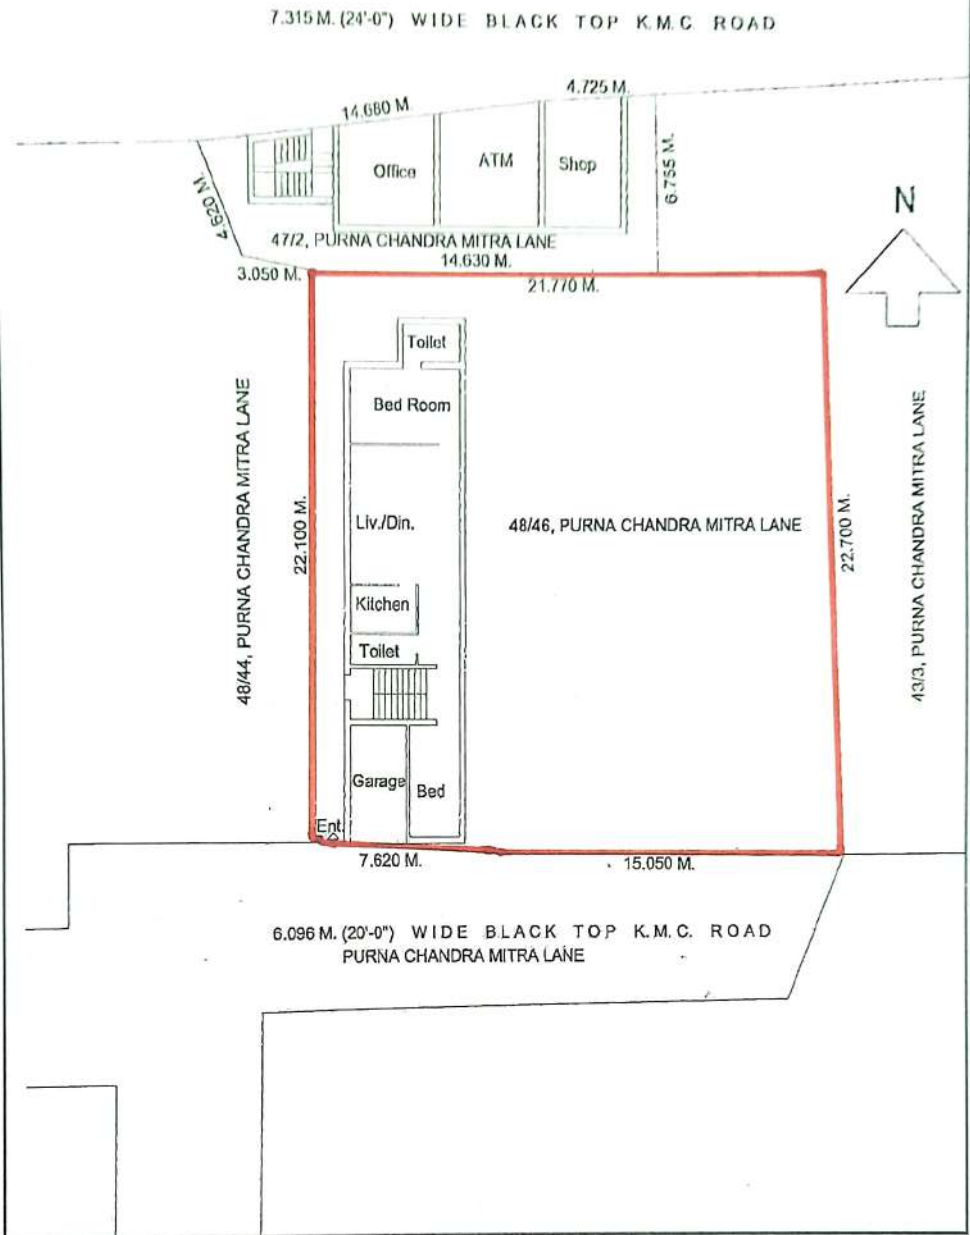 7.315 M. (24'-0") WIDE BLACK TOP K.M.C. ROAD
4.725 M.
14.680 M.
Office
ATM
Shop
6.755 M.
4.620 M.
N
47/2, PURNA CHANDRA MITRA LANE
14.630 M.
3.050 M.
21.770 M.
Toilet
Bed Room
48/44, PURNA CHANDRA MITRA LANE
22.100 M.
Liv./Din.
48/46, PURNA CHANDRA MITRA LANE
22.700 M.
43/3, PURNA CHANDRA MITRA LANE
Kitchen
Toilet
Garage
Bed
Ent.
7.620 M.
15.050 M.
6.096 M. (20'-0") WIDE BLACK TOP K.M.C. ROAD
PURNA CHANDRA MITRA LANE